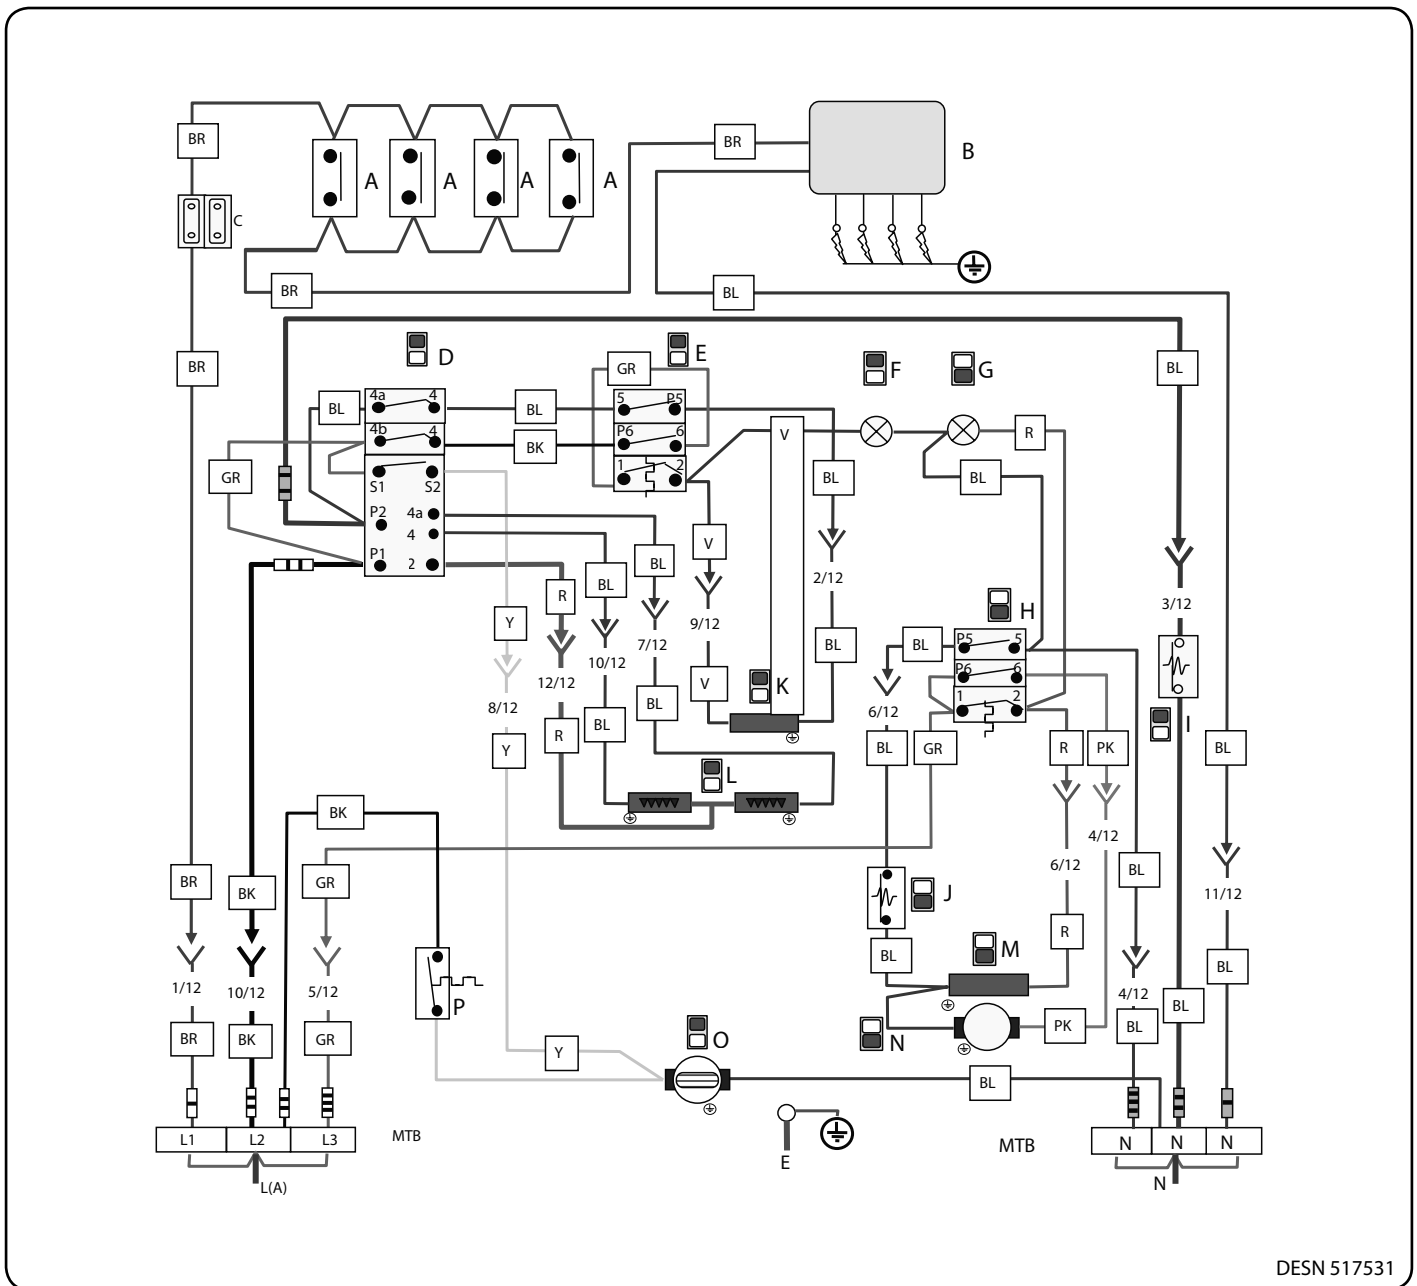 BR
BR
B
A
A
A
A
C
BR
BL
D
E
F
G
BR
GR
BL
4a
4
BL
BL
5
P5
V
R
4b
4
BK
P6
6
GR
S1
S2
1
2
BL
BL
P2
4a
4
P1
2
V
BL
BL
R
2/12
3/12
H
Y
9/12
7/12
BL
P5
5
BL
10/12
P6
6
12/12
V
K
1
2
8/12
BL
6/12
I
Y
R
BL
BL
GR
R
PK
BL
L
BK
4/12
6/12
BL
BR
BK
GR
J
11/12
R
BL
M
BL
1/12
10/12
5/12
P
4/12
BL
BR
BK
GR
Y
O
N
PK
BL
BL
L1
L2
L3
MTB
MTB
N
N
N
L(A)
E
N
DESN 517531